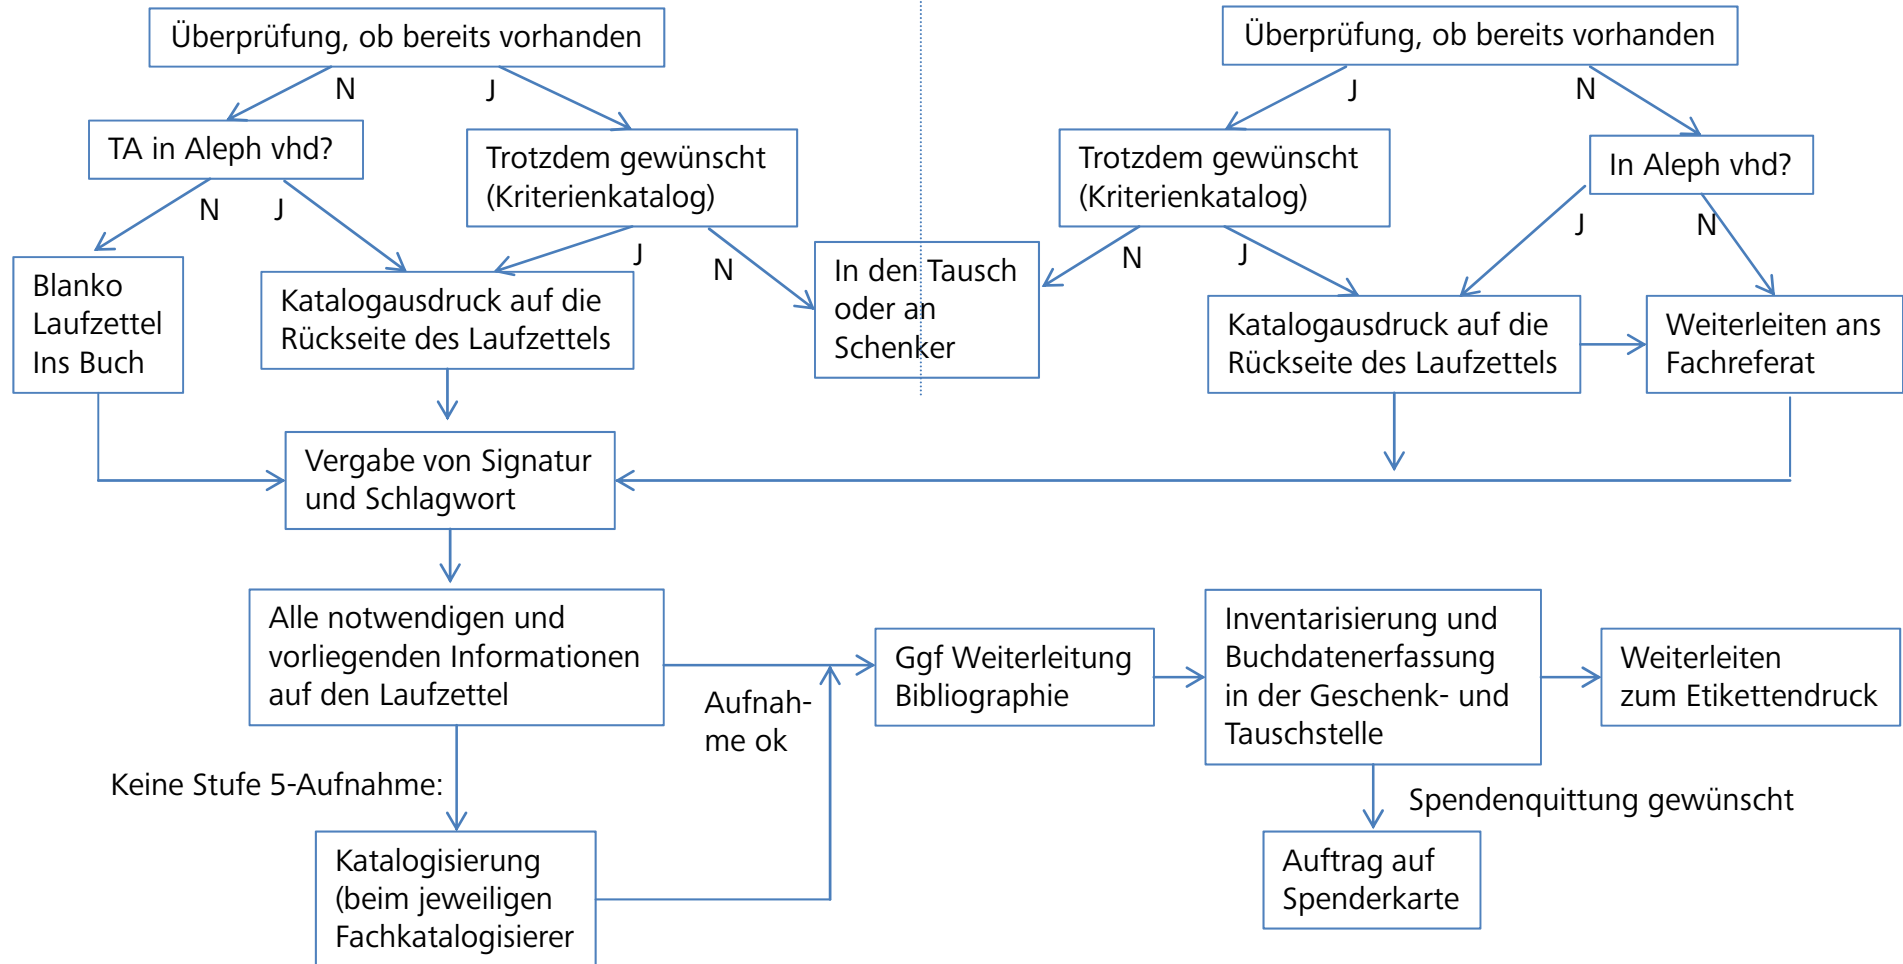 Überprüfung, ob bereits vorhanden
N
J
TA in Aleph vhd?
Trotzdem gewünscht
(Kriterienkatalog)
N
J
J
N
Blanko
Laufzettel
Ins Buch
Katalogausdruck auf die
Rückseite des Laufzettels
In den Tausch
oder an
Schenker
Überprüfung, ob bereits vorhanden
J
N
Trotzdem gewünscht
(Kriterienkatalog)
In Aleph vhd?
N
J
J
N
Katalogausdruck auf die
Rückseite des Laufzettels
Weiterleiten ans
Fachreferat
Vergabe von Signatur
und Schlagwort
Alle notwendigen und
vorliegenden Informationen
auf den Laufzettel
Aufnah-
me ok
Ggf Weiterleitung
Bibliographie
Inventarisierung und
Buchdatenerfassung
in der Geschenk- und
Tauschstelle
Weiterleiten
zum Etikettendruck
Keine Stufe 5-Aufnahme:
Spendenquittung gewünscht
Katalogisierung
(beim jeweiligen
Fachkatalogisierer
Auftrag auf
Spenderkarte